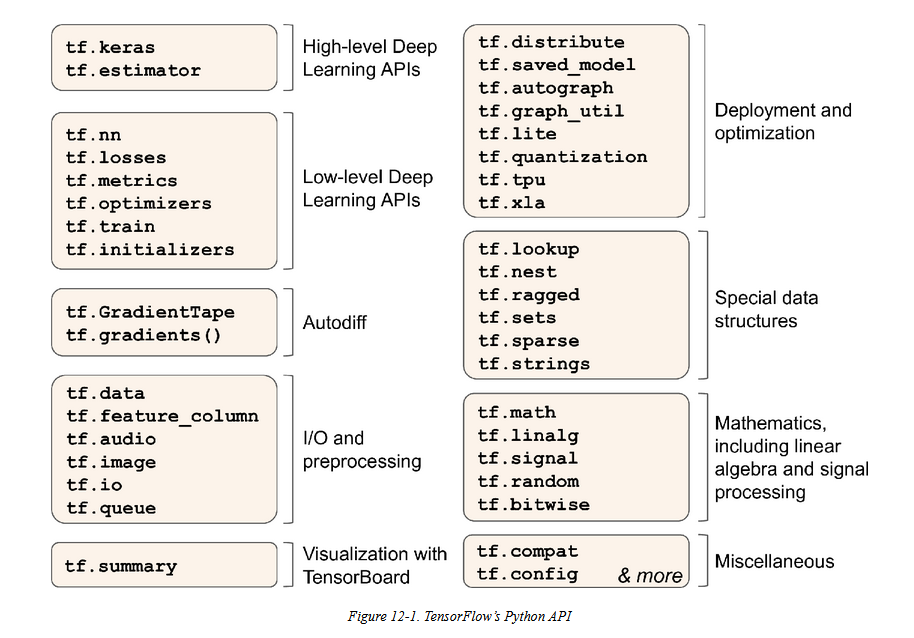 tf.keras
tf.estimator
High-level Deep
Learning APIs
tf.nn
tf.losses
tf.metrics
tf.optimizers
tf.train
tf.initializers
Low-level Deep
Learning APIs
tf.GradientTape
tf.gradients()
Autodiff
tf.data
tf.feature_column
tf.audio
tf.image
tf.io
tf.queue
I/O and
preprocessing
tf.summary
Visualization with
TensorBoard
tf.distribute
tf.saved_model
tf.autograph
tf.graph_util
tf.lite
tf.quantization
tf.tpu
tf.xla
Deployment and
optimization
tf.lookup
tf.nest
tf.ragged
tf.sets
tf.sparse
tf.strings
Special data
structures
tf.math
tf.linalg
tf.signal
tf.random
tf.bitwise
Mathematics,
including linear
algebra and signal
processing
tf.compat
tf.config & more
Miscellaneous
Figure 12-1. TensorFlow's Python API